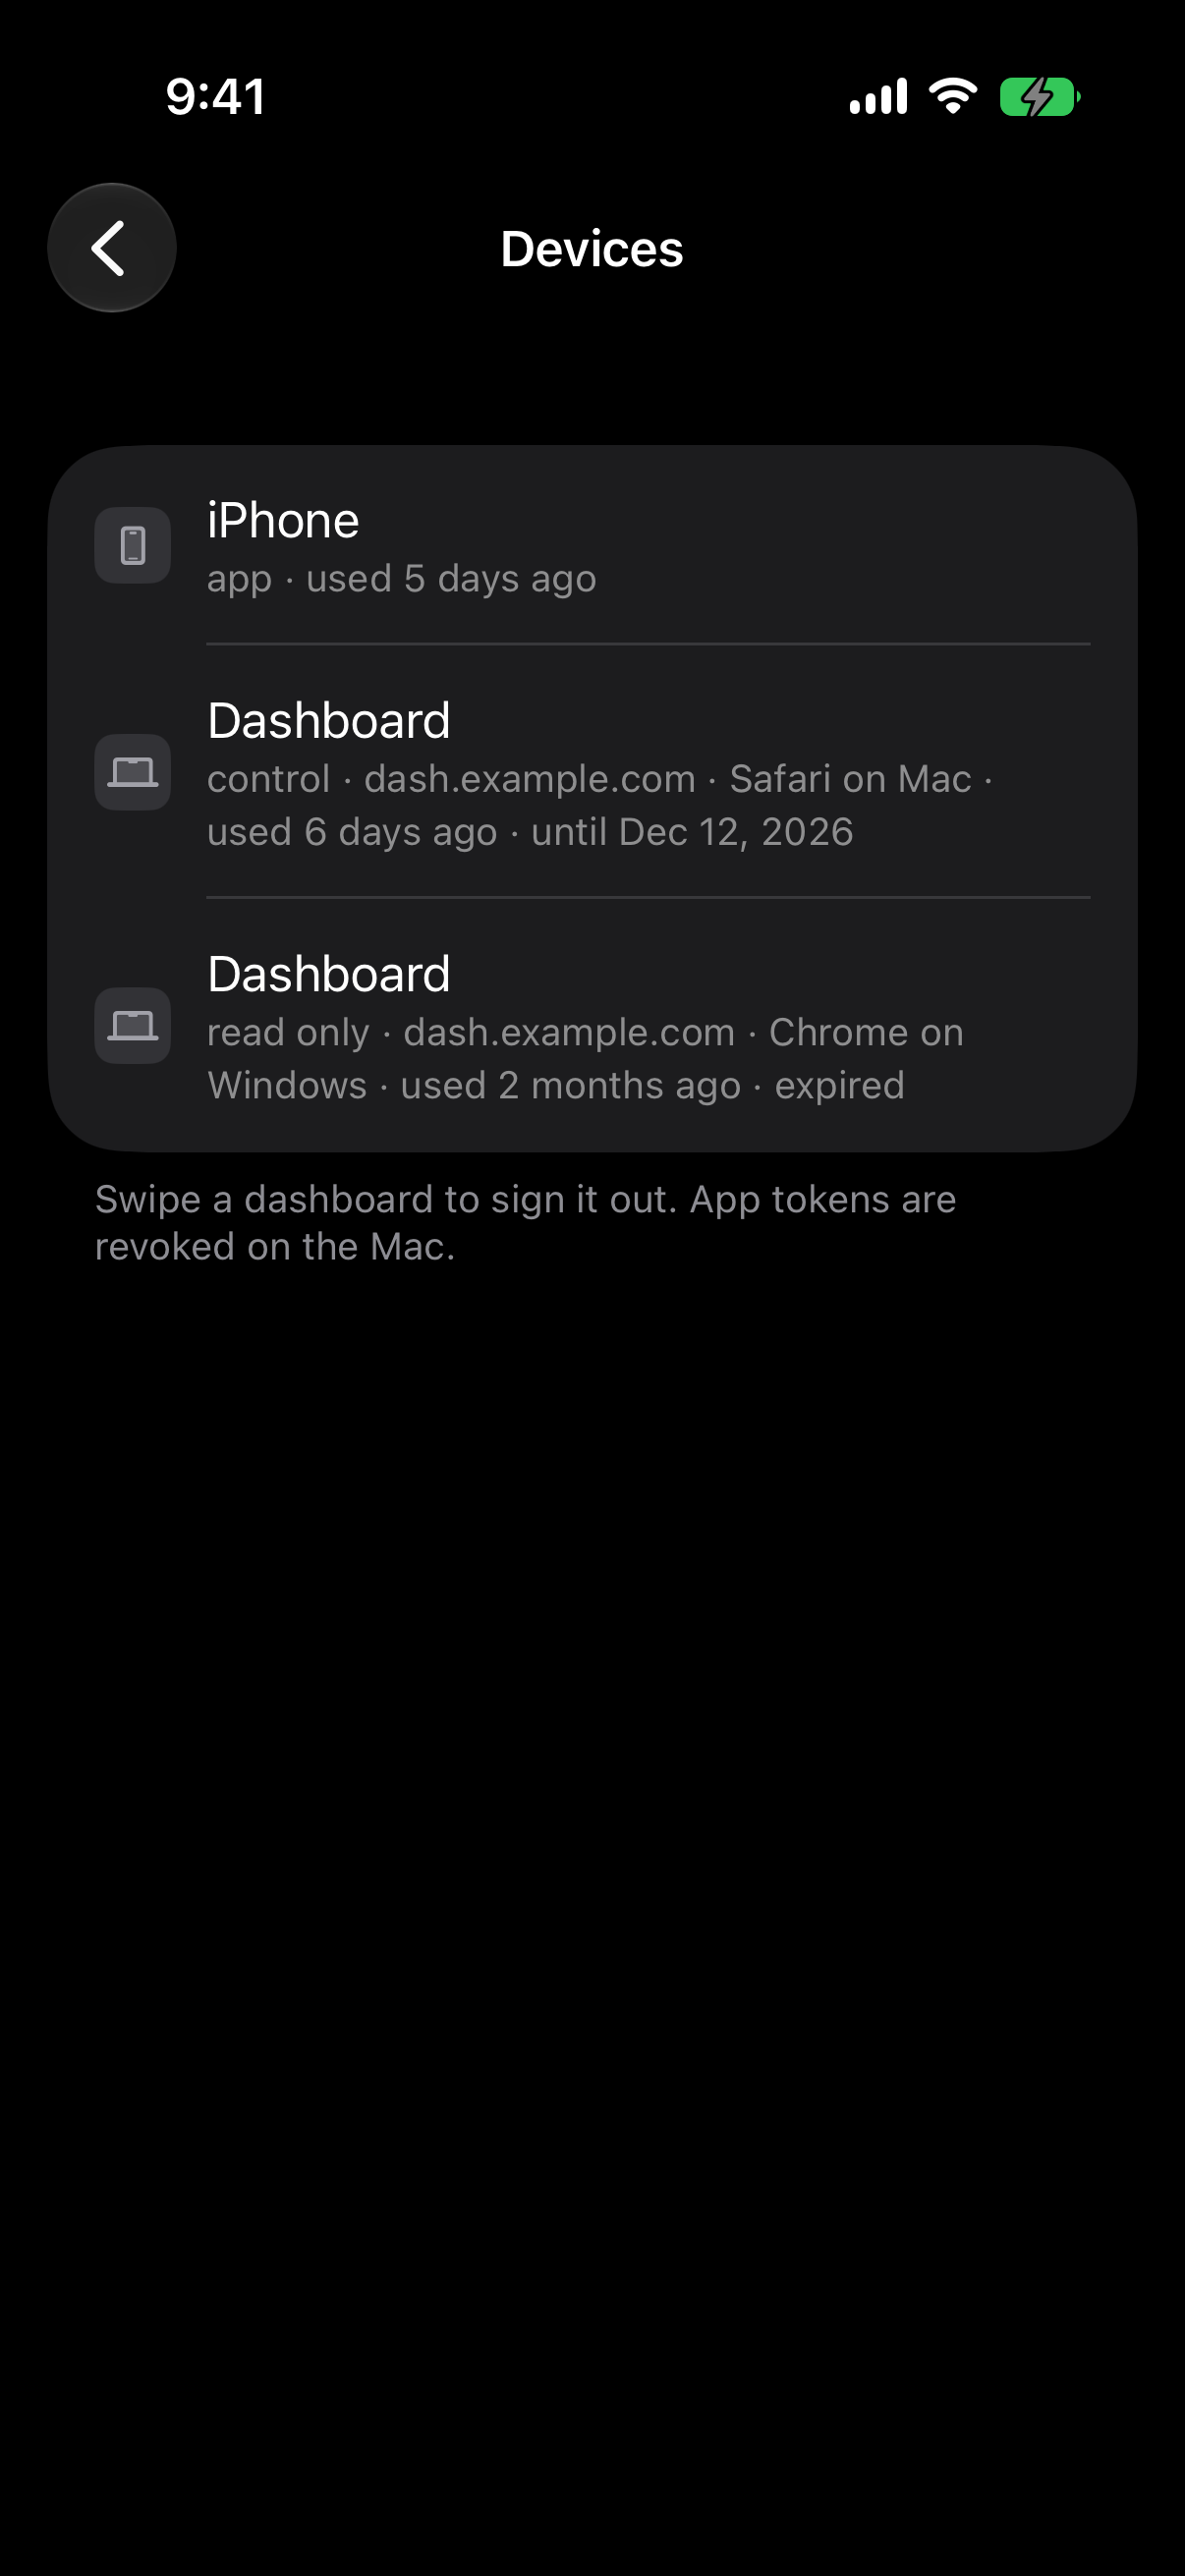 9:41
Devices
iPhone
app · used 5 days ago
Dashboard
control · dash.example.com · Safari on Mac ·
used 6 days ago · until Dec 12, 2026
Dashboard
read only · dash.example.com · Chrome on
Windows · used 2 months ago · expired
Swipe a dashboard to sign it out. App tokens are
revoked on the Mac.